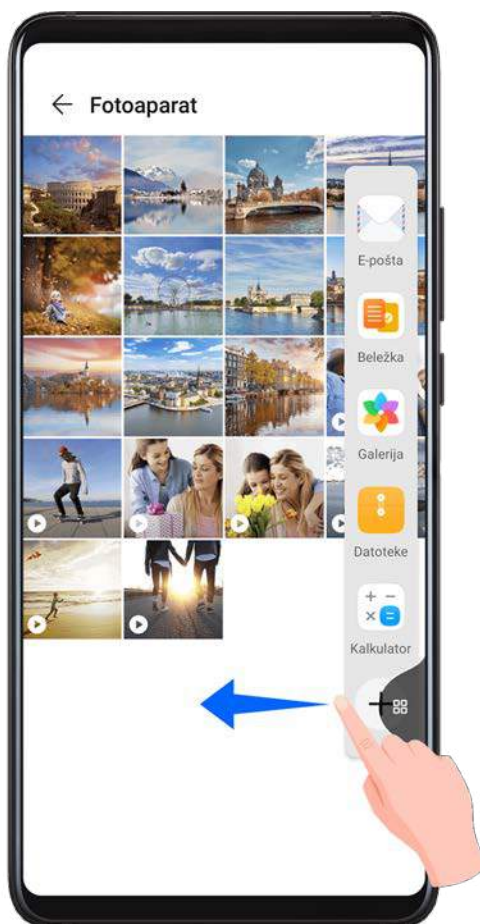 Fotoaparat
E-pošta
Beležka
Galerija
Datoteke
Kalkulator